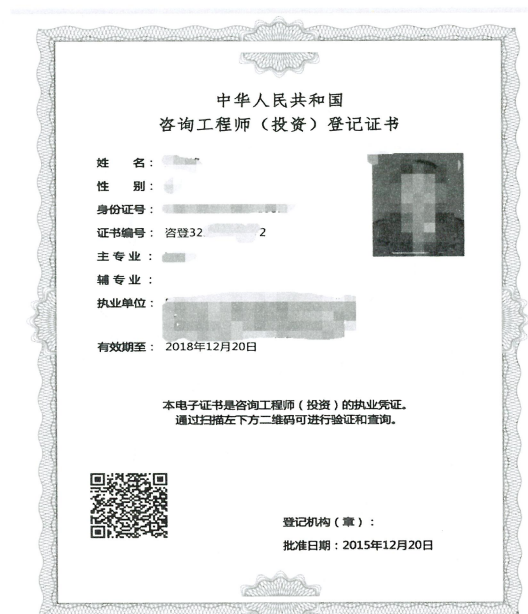 中华人民共和国
咨询工程师（投资）登记证书
姓 名：
性 别：
身份证号：
证书编号： 咨登32 2
主 专 业 ：
辅 专 业 ：
执业单位：
有效期至： 2018年12月20日
本电子证书是咨询工程师（投资）的执业凭证。
通过扫描左下方二维码可进行验证和查询。
登记机构（章）：
批准日期：2015年12月20日